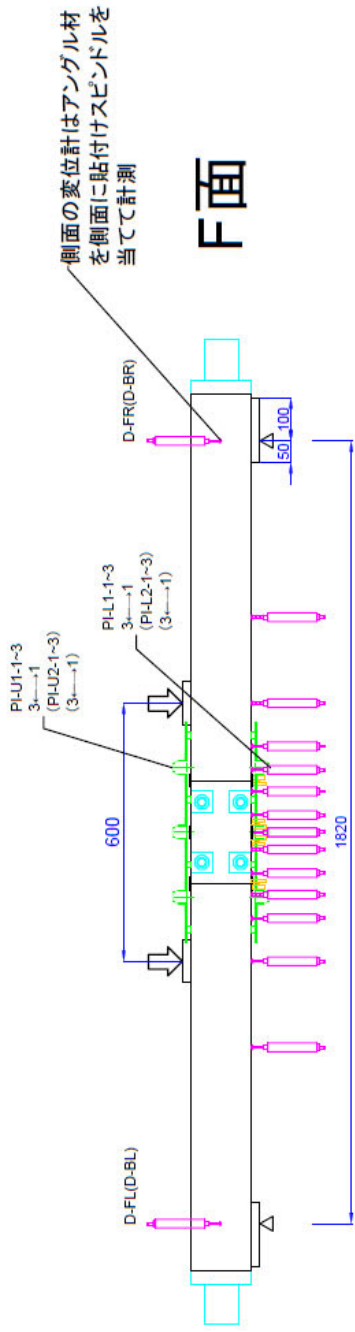 PI-U1-1~3
3←1
(PI-U2-1~3)
(3←1)
PI-L1-1~3
3←1
(PI-L2-1~3)
(3←1)
側面の変位計はアングル材
を側面に貼付けスピンドルを
当てて計測
D-FL(D-BL)
D-FR(D-BR)
F面
600
50
100
1820